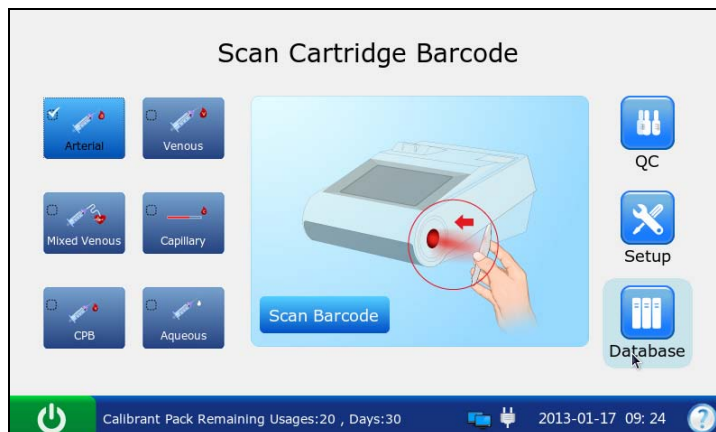 Scan Cartridge Barcode
Arterial
Venous
Mixed Venous
Capillary
CPB
Aqueous
Scan Barcode
QC
Setup
Database
Calibrant Pack Remaining Usages:20 , Days:30
2013-01-17 09: 24
?